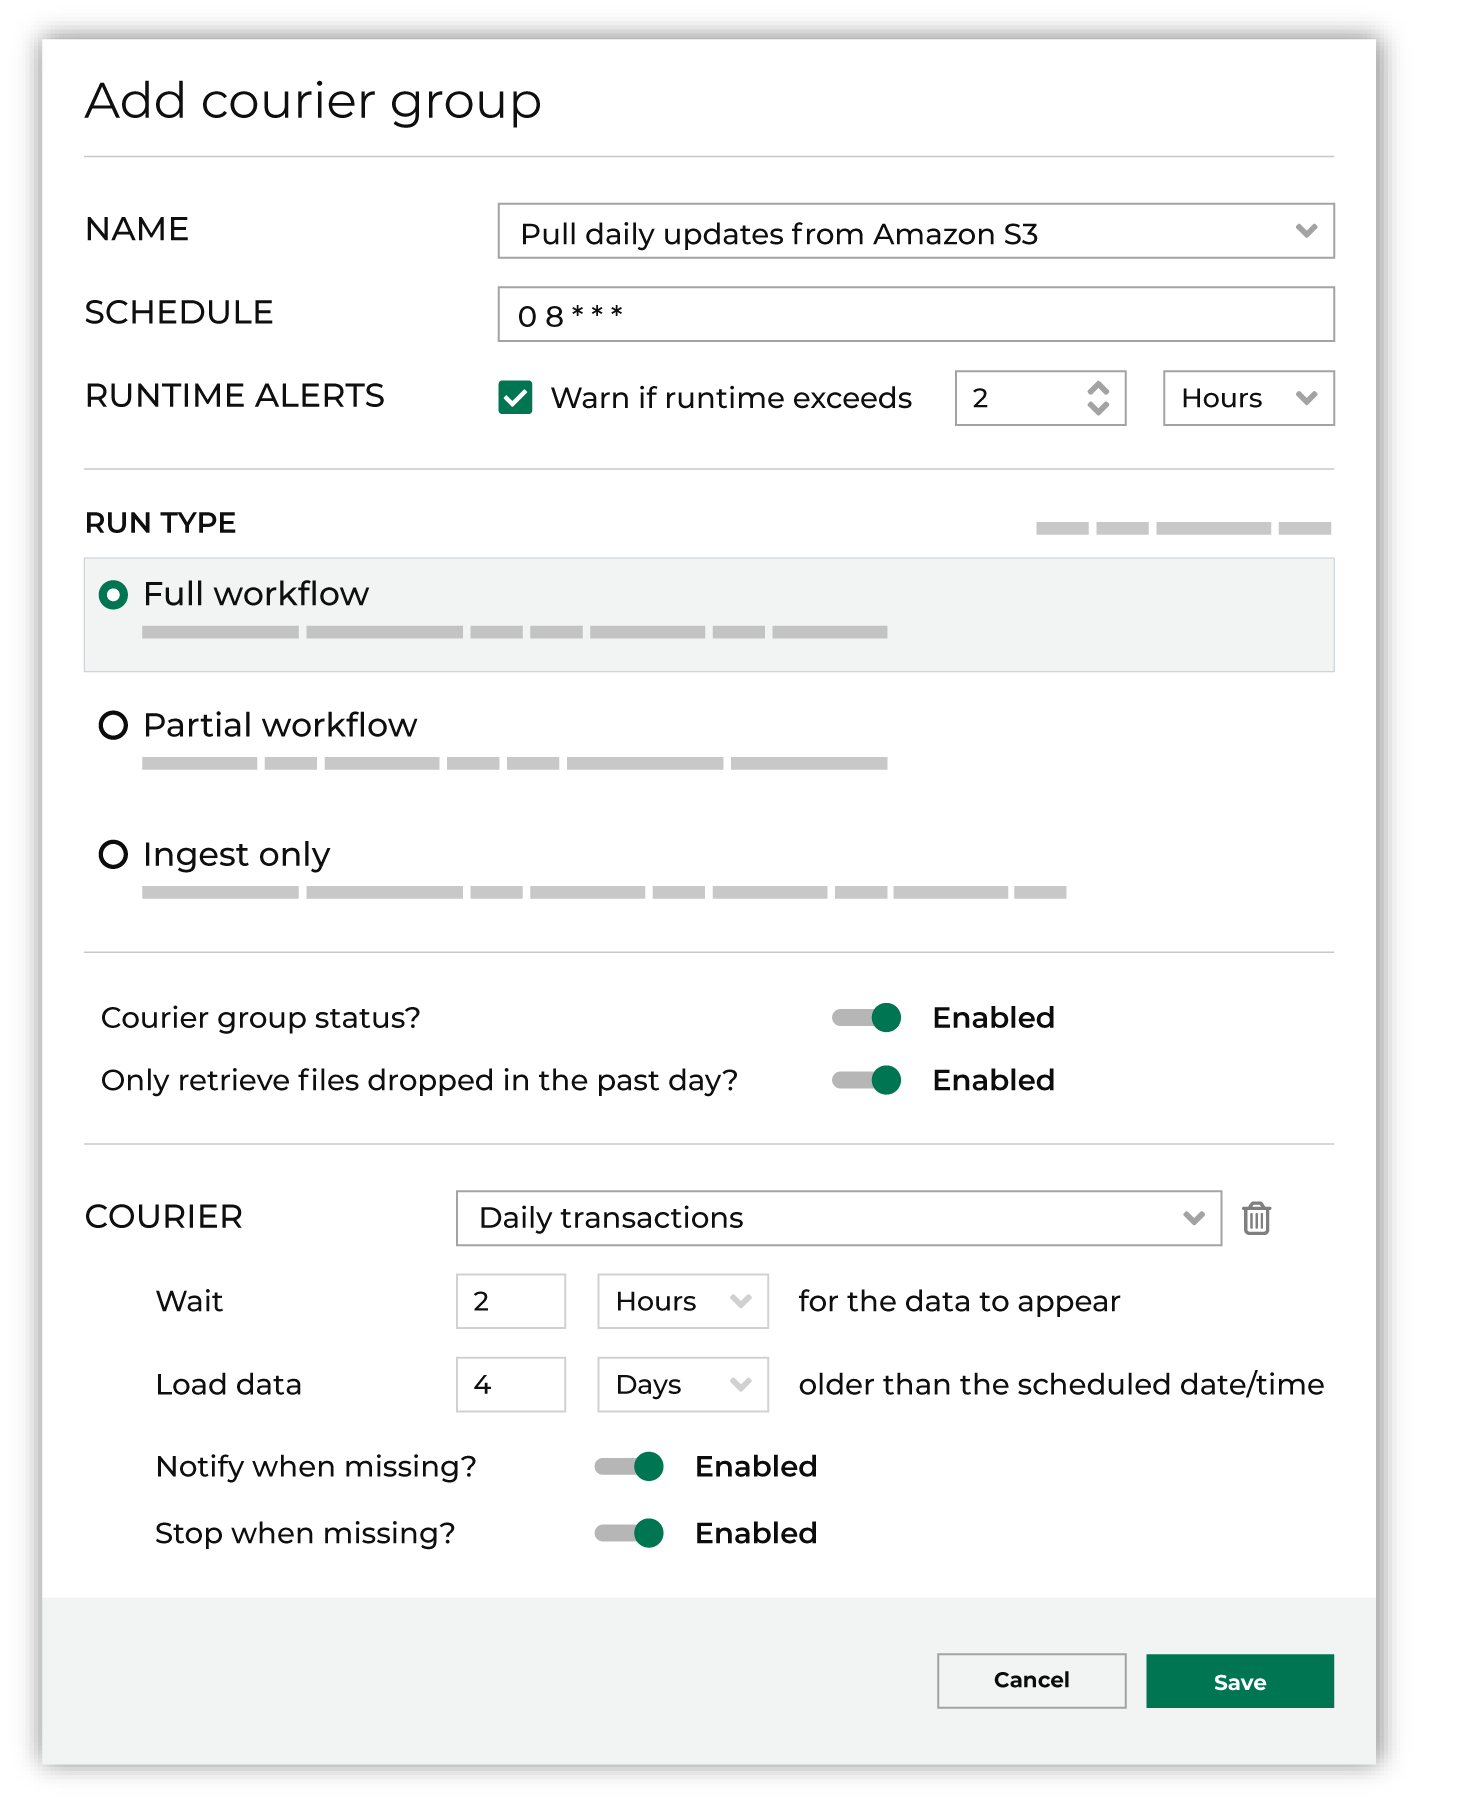 Add courier group
NAME
Pull daily updates from Amazon S3
SCHEDULE
0 8 * * *
RUNTIME ALERTS
Warn if runtime exceeds
2
Hours
RUN TYPE
Full workflow
Partial workflow
Ingest only
Courier group status?
Enabled
Only retrieve files dropped in the past day?
Enabled
COURIER
Daily transactions
Wait
2
Hours
for the data to appear
Load data
4
Days
older than the scheduled date/time
Notify when missing?
Enabled
Stop when missing?
Enabled
Cancel
Save